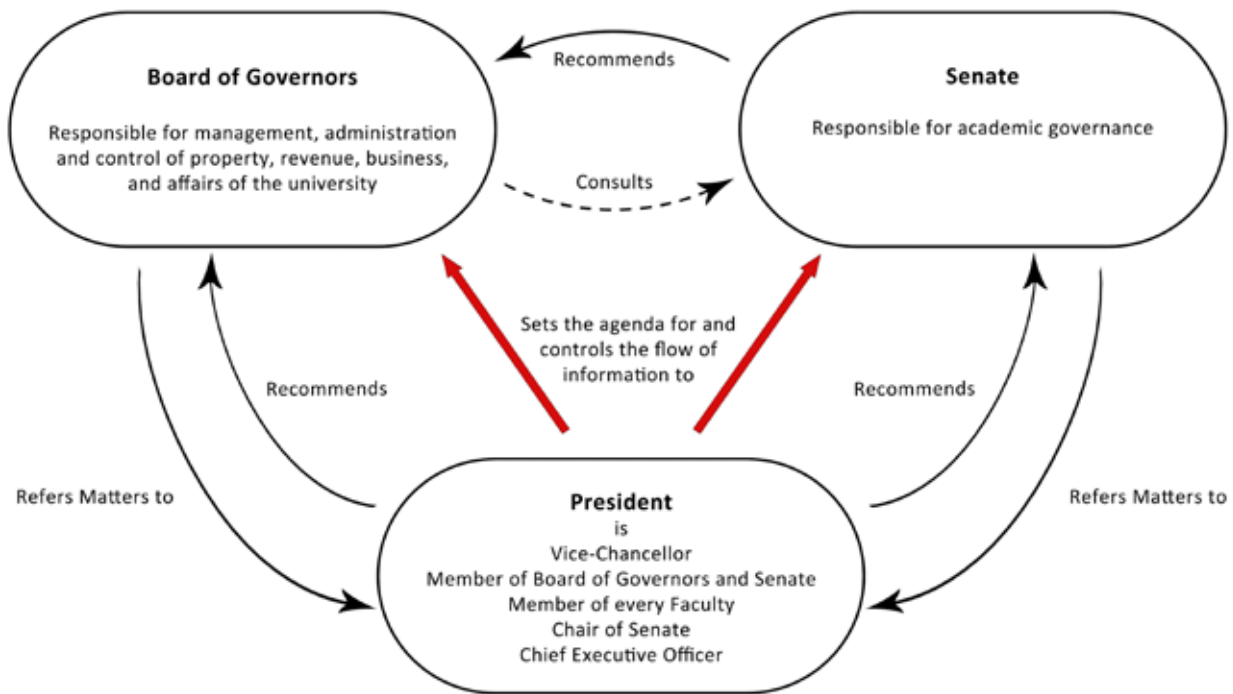 Board of Governors
Responsible for management, administration
and control of property, revenue, business,
and affairs of the university
Recommends
Consults
Senate
Responsible for academic governance
Sets the agenda for and
controls the flow of
information to
Recommends
Recommends
Refers Matters to
Refers Matters to
President
is
Vice-Chancellor
Member of Board of Governors and Senate
Member of every Faculty
Chair of Senate
Chief Executive Officer